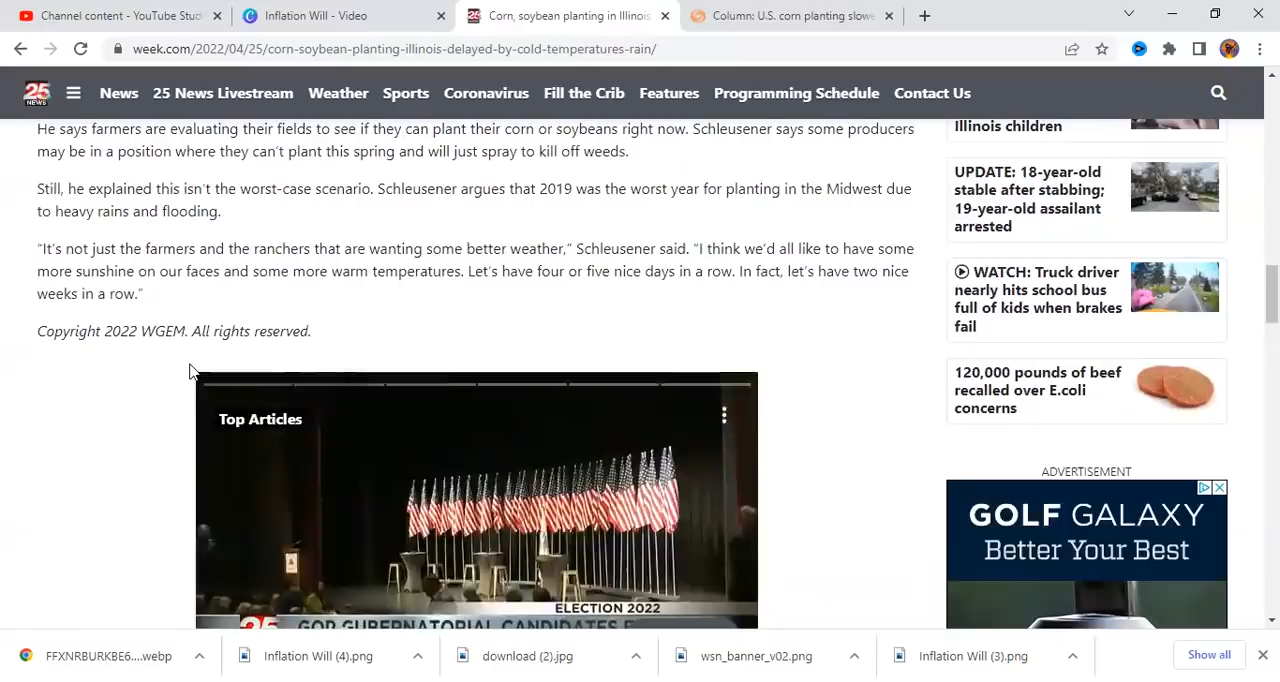 Channel content - YouTube Stud
Inflation Will - Video
Corn, soybean planting in Illinois
Column: U.S. corn planting slowe
week.com/2022/04/25/corn-soybean-planting-illinois-delayed-by-cold-temperatures-rain/
25 NEWS
News
25 News Livestream
Weather
Sports
Coronavirus
Fill the Crib
Features
Programming Schedule
Contact Us
He says farmers are evaluating their fields to see if they can plant their corn or soybeans right now. Schleusener says some producers
may be in a position where they can't plant this spring and will just spray to kill off weeds.
Still, he explained this isn't the worst-case scenario. Schleusener argues that 2019 was the worst year for planting in the Midwest due
to heavy rains and flooding.
“It's not just the farmers and the ranchers that are wanting some better weather,” Schleusener said. “I think we'd all like to have some
more sunshine on our faces and some more warm temperatures. Let's have four or five nice days in a row. In fact, let's have two nice
weeks in a row.”
Copyright 2022 WGEM. All rights reserved.
Top Articles
ELECTION 2022
25
GOP GUBERNATORIAL CANDIDATES
Illinois children
UPDATE: 18-year-old
stable after stabbing;
19-year-old assailant
arrested
WATCH: Truck driver
nearly hits school bus
full of kids when brakes
fail
120,000 pounds of beef
recalled over E.coli
concerns
ADVERTISEMENT
GOLF GALAXY
Better Your Best
FFXNRBURKBE6....webp
Inflation Will (4).png
download (2).jpg
wsn_banner_v02.png
Inflation Will (3).png
Show all